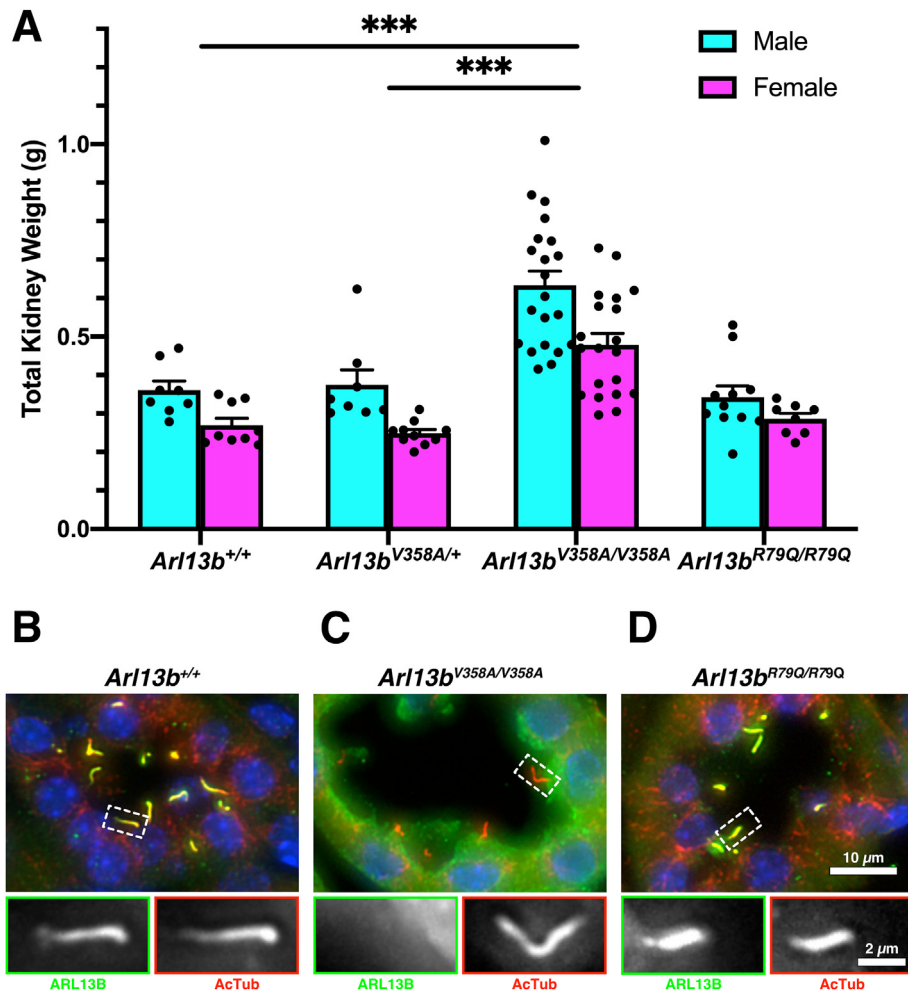 A
***
***
Male
Female
Total Kidney Weight (g)
1.0
0.5
0.0
Arl13b+/+
Arl13bV358A/+
Arl13bV358A/V358A
Arl13bR79Q/R79Q
B
C
D
Arl13b+/+
Arl13bV358A/V358A
Arl13bR79Q/R79Q
10 µm
2 µm
ARL13B
AcTub
ARL13B
AcTub
ARL13B
AcTub